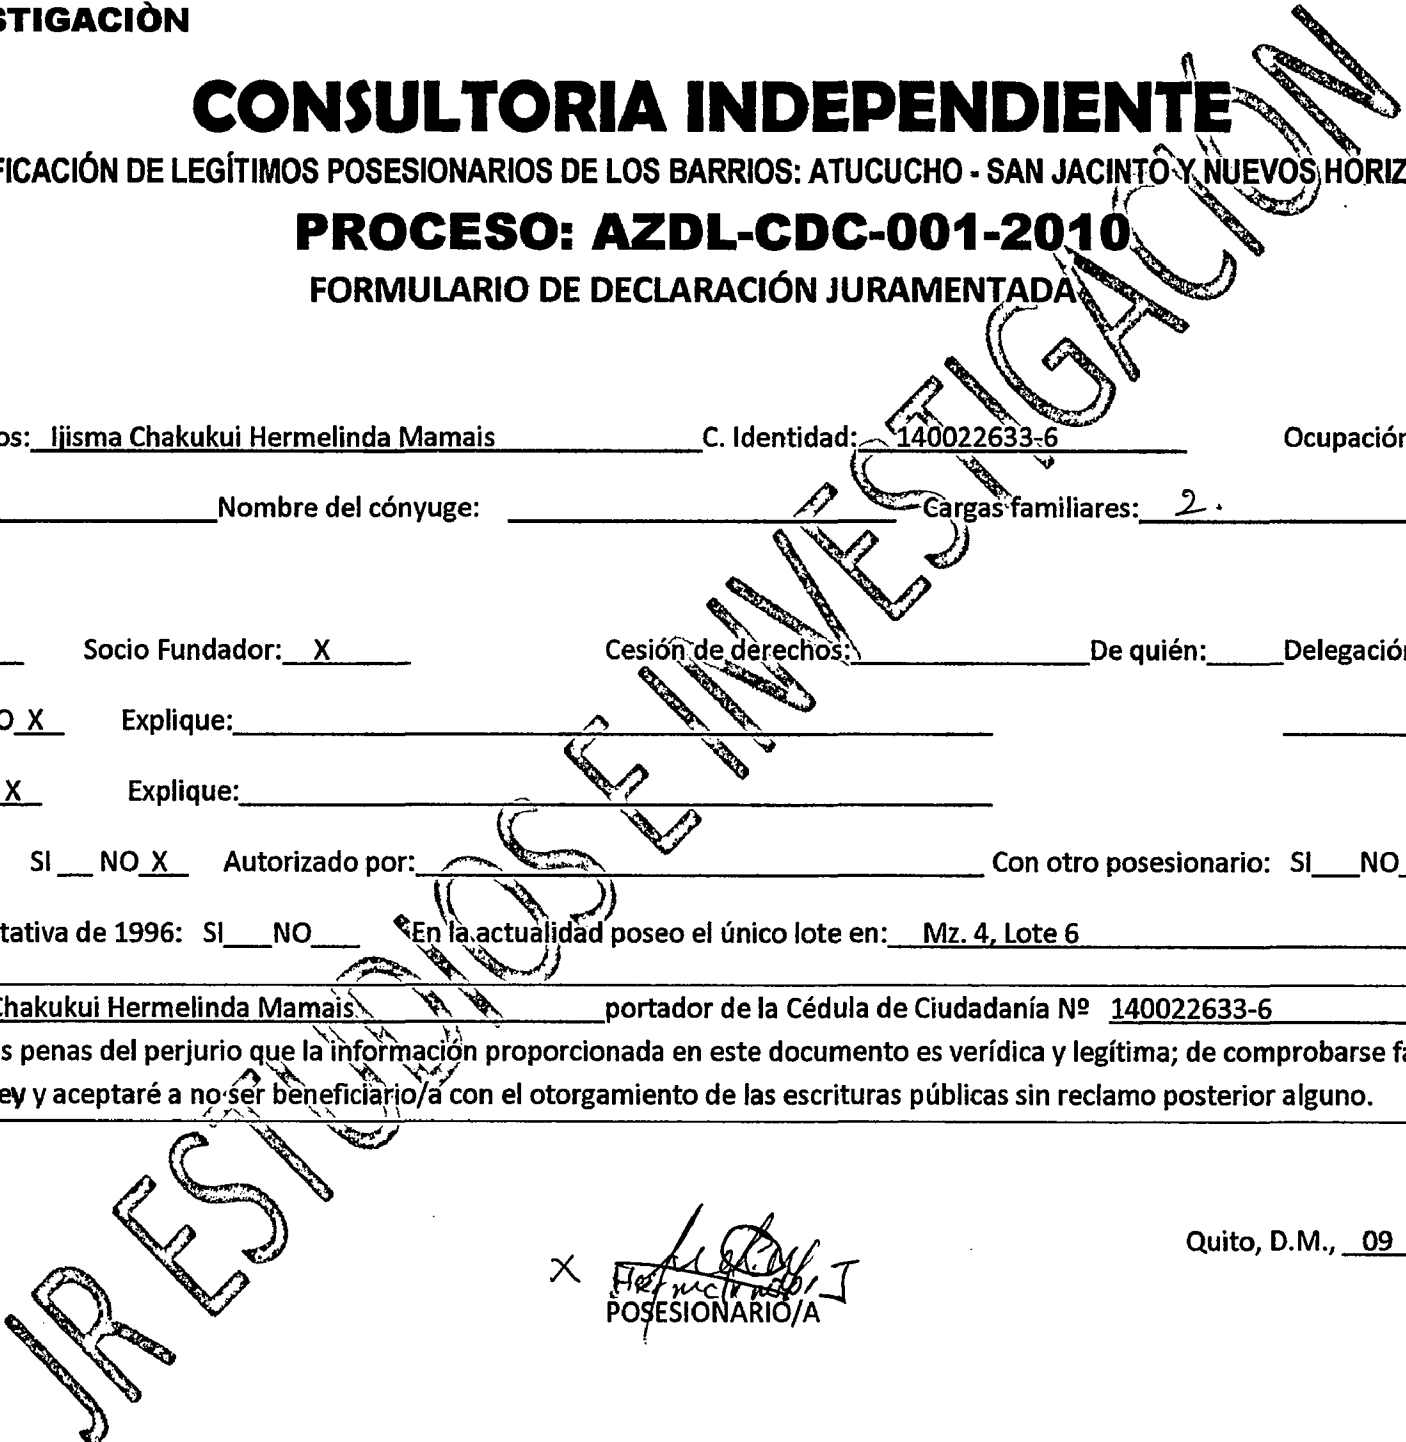 STIGACIÒN
CONSULTORIA INDEPENDIENTE
FICACIÓN DE LEGÍTIMOS POSESIONARIOS DE LOS BARRIOS: ATUCUCHO - SAN JACINTO Y NUEVOS HORIZ
PROCESO: AZDL-CDC-001-2010
FORMULARIO DE DECLARACIÓN JURAMENTADA
os: Ijisma Chakukui Hermelinda Mamais C. Identidad: 140022633-6 Ocupación
Nombre del cónyuge: Cargas familiares: 2.
Socio Fundador: X Cesión de derechos: De quién: Delegación
O X Explique:
X Explique:
SI NO X Autorizado por: Con otro posesionario: SI NO
tativa de 1996: SI NO En la actualidad poseo el único lote en: Mz. 4, Lote 6
Chakukui Hermelinda Mamais portador de la Cédula de Ciudadanía Nº 140022633-6
s penas del perjurio que la información proporcionada en este documento es verídica y legítima; de comprobarse fa
ey y aceptaré a no ser beneficiario/a con el otorgamiento de las escrituras públicas sin reclamo posterior alguno.
Quito, D.M., 09
X
POSESIONARIO/A
JR ESTUDIOS E INVESTIGACION